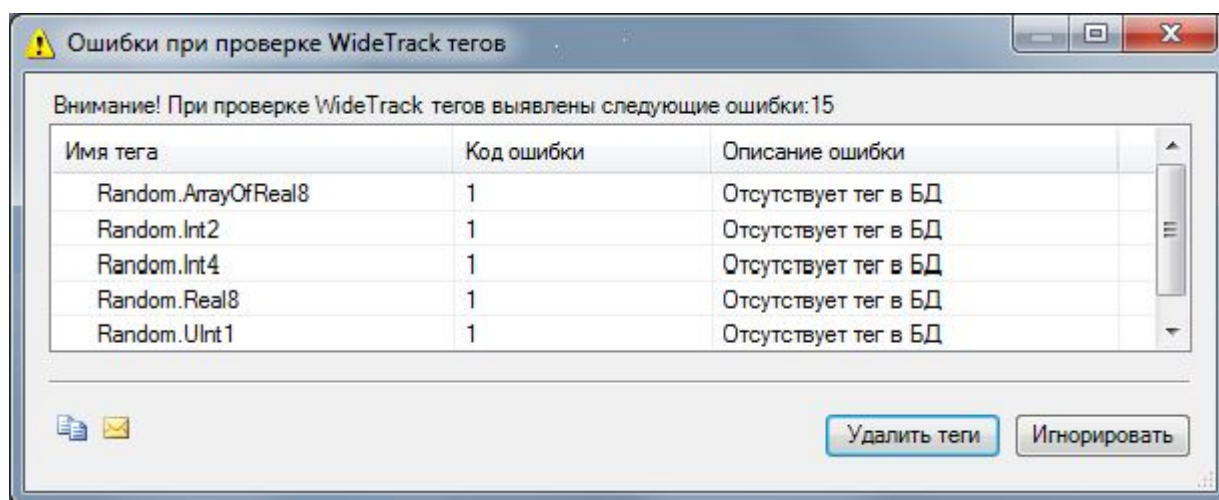 Ошибки при проверке WideTrack тегов
Внимание! При проверке WideTrack тегов выявлены следующие ошибки:15
Имя тега Код ошибки Описание ошибки
Random.ArrayOfReal8 1 Отсутствует тег в БД
Random.Int2 1 Отсутствует тег в БД
Random.Int4 1 Отсутствует тег в БД
Random.Real8 1 Отсутствует тег в БД
Random.UInt1 1 Отсутствует тег в БД
Удалить теги Игнорировать